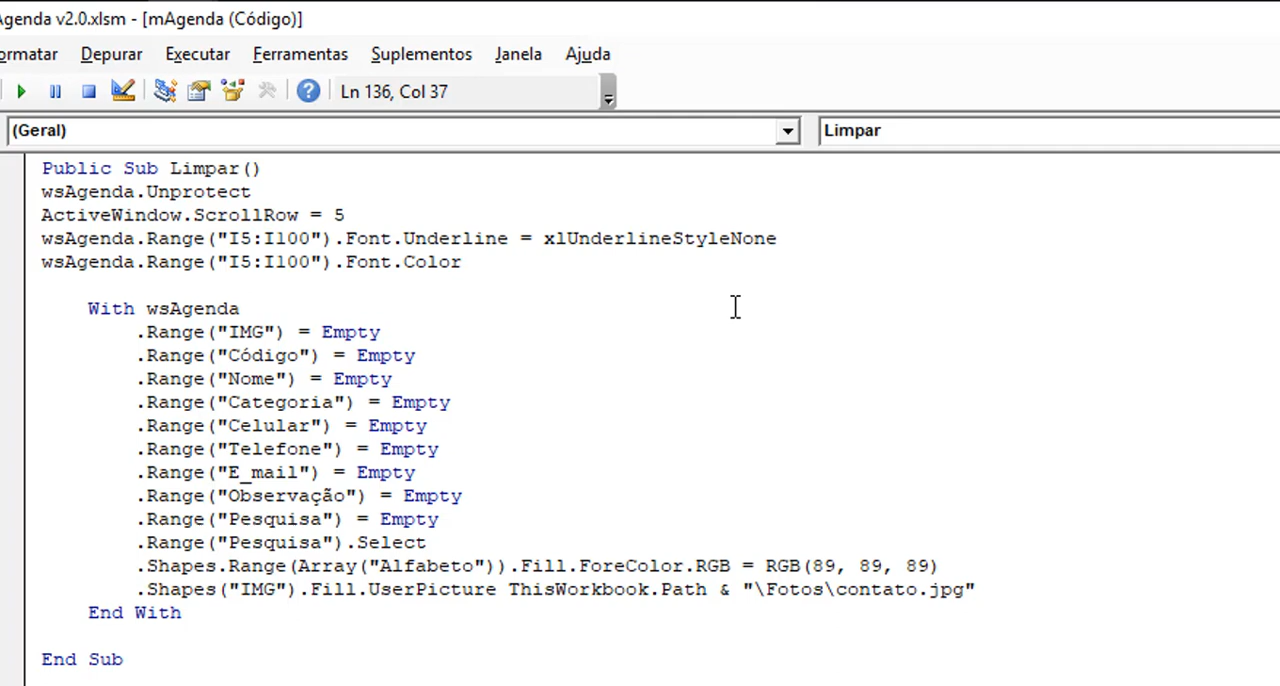 Agenda v2.0.xlsm - [mAgenda (Código)]
ormatar Depurar Executar Ferramentas Suplementos Janela Ajuda
Ln 136, Col 37
(Geral) Limpar
Public Sub Limpar()
wsAgenda.Unprotect
ActiveWindow.ScrollRow = 5
wsAgenda.Range("I5:I100").Font.Underline = xlUnderlineStyleNone
wsAgenda.Range("I5:I100").Font.Color
With wsAgenda
.Range("IMG") = Empty
.Range("Código") = Empty
.Range("Nome") = Empty
.Range("Categoria") = Empty
.Range("Celular") = Empty
.Range("Telefone") = Empty
.Range("E_mail") = Empty
.Range("Observação") = Empty
.Range("Pesquisa") = Empty
.Range("Pesquisa").Select
.Shapes.Range(Array("Alfabeto")).Fill.ForeColor.RGB = RGB(89, 89, 89)
.Shapes("IMG").Fill.UserPicture ThisWorkbook.Path & "\Fotos\contato.jpg"
End With
End Sub